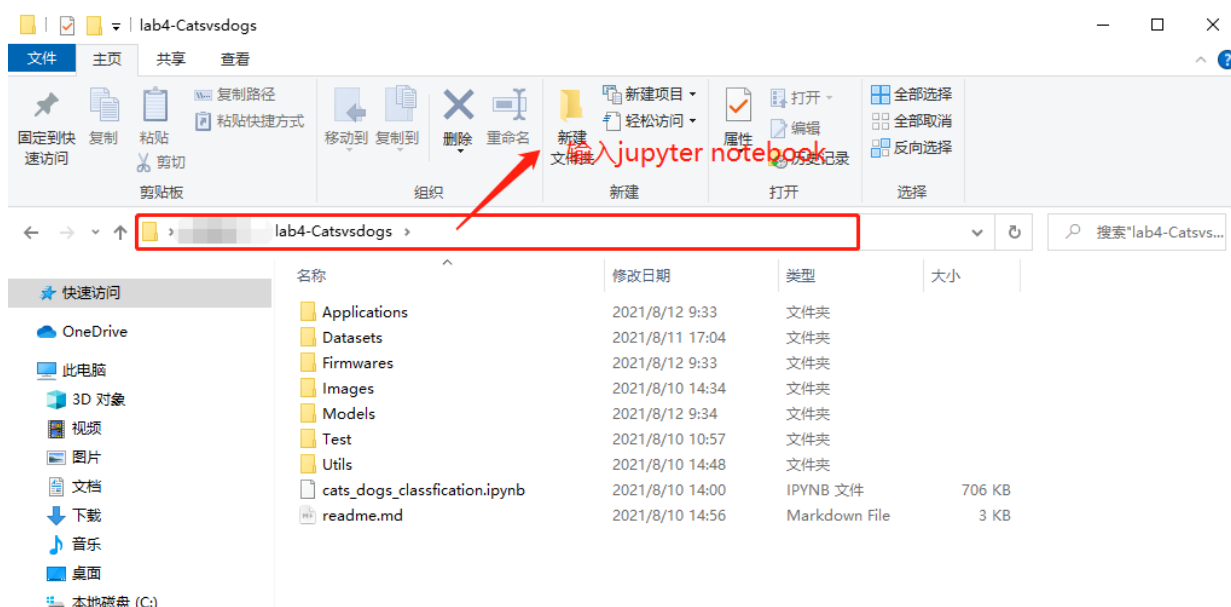 lab4-Catsvsdogs
文件 主页 共享 查看
固定到快速访问
复制
粘贴
复制路径
粘贴快捷方式
剪切
剪贴板
移动到 复制到 删除 重命名
组织
新建
文件夹
新建项目
轻松访问
新建
属性
打开
编辑
历史记录
打开
全部选择
全部取消
反向选择
选择
输入jupyter notebook
lab4-Catsvsdogs
搜索"lab4-Catsvs...
快速访问
OneDrive
此电脑
3D 对象
视频
图片
文档
下载
音乐
桌面
本地磁盘 (C:)
名称 修改日期 类型 大小
Applications 2021/8/12 9:33 文件夹
Datasets 2021/8/11 17:04 文件夹
Firmwares 2021/8/12 9:33 文件夹
Images 2021/8/10 14:34 文件夹
Models 2021/8/12 9:34 文件夹
Test 2021/8/10 10:57 文件夹
Utils 2021/8/10 14:48 文件夹
cats_dogs_classfication.ipynb 2021/8/10 14:00 IPYNB 文件 706 KB
readme.md 2021/8/10 14:56 Markdown File 3 KB